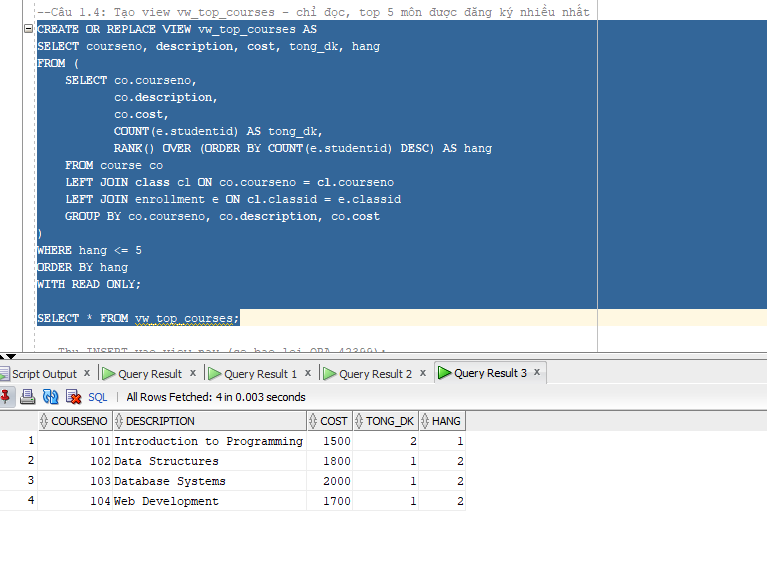 --Câu 1.4: Tạo view vw_top_courses - chỉ đọc, top 5 môn được đăng ký nhiều nhất
CREATE OR REPLACE VIEW vw_top_courses AS
SELECT courseno, description, cost, tong_dk, hang
FROM (
    SELECT co.courseno,
           co.description,
           co.cost,
           COUNT(e.studentid) AS tong_dk,
           RANK() OVER (ORDER BY COUNT(e.studentid) DESC) AS hang
    FROM course co
    LEFT JOIN class cl ON co.courseno = cl.courseno
    LEFT JOIN enrollment e ON cl.classid = e.classid
    GROUP BY co.courseno, co.description, co.cost
)
WHERE hang <= 5
ORDER BY hang
WITH READ ONLY;
SELECT * FROM vw_top_courses;
Script Output x Query Result x Query Result 1 x Query Result 2 x Query Result 3 x
SQL | All Rows Fetched: 4 in 0.003 seconds
COURSENO DESCRIPTION COST TONG_DK HANG
1 101 Introduction to Programming 1500 2 1
2 102 Data Structures 1800 1 2
3 103 Database Systems 2000 1 2
4 104 Web Development 1700 1 2